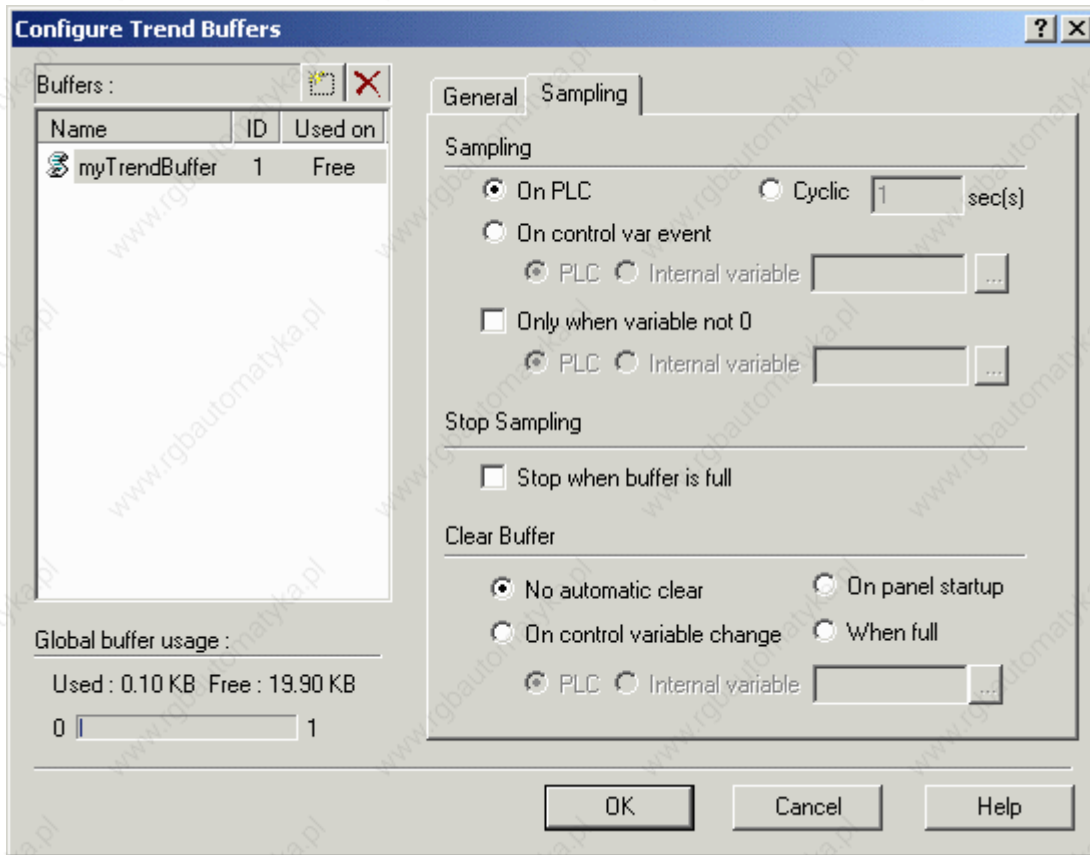 Configure Trend Buffers
Buffers :
Name ID Used on
myTrendBuffer 1 Free
Global buffer usage :
Used : 0.10 KB Free : 19.90 KB
0 1
General Sampling
Sampling
On PLC Cyclic 1 sec(s)
On control var event
PLC Internal variable ...
Only when variable not 0
PLC Internal variable ...
Stop Sampling
Stop when buffer is full
Clear Buffer
No automatic clear On panel startup
On control variable change When full
PLC Internal variable ...
OK Cancel Help
www.rgbautomatyka.pl